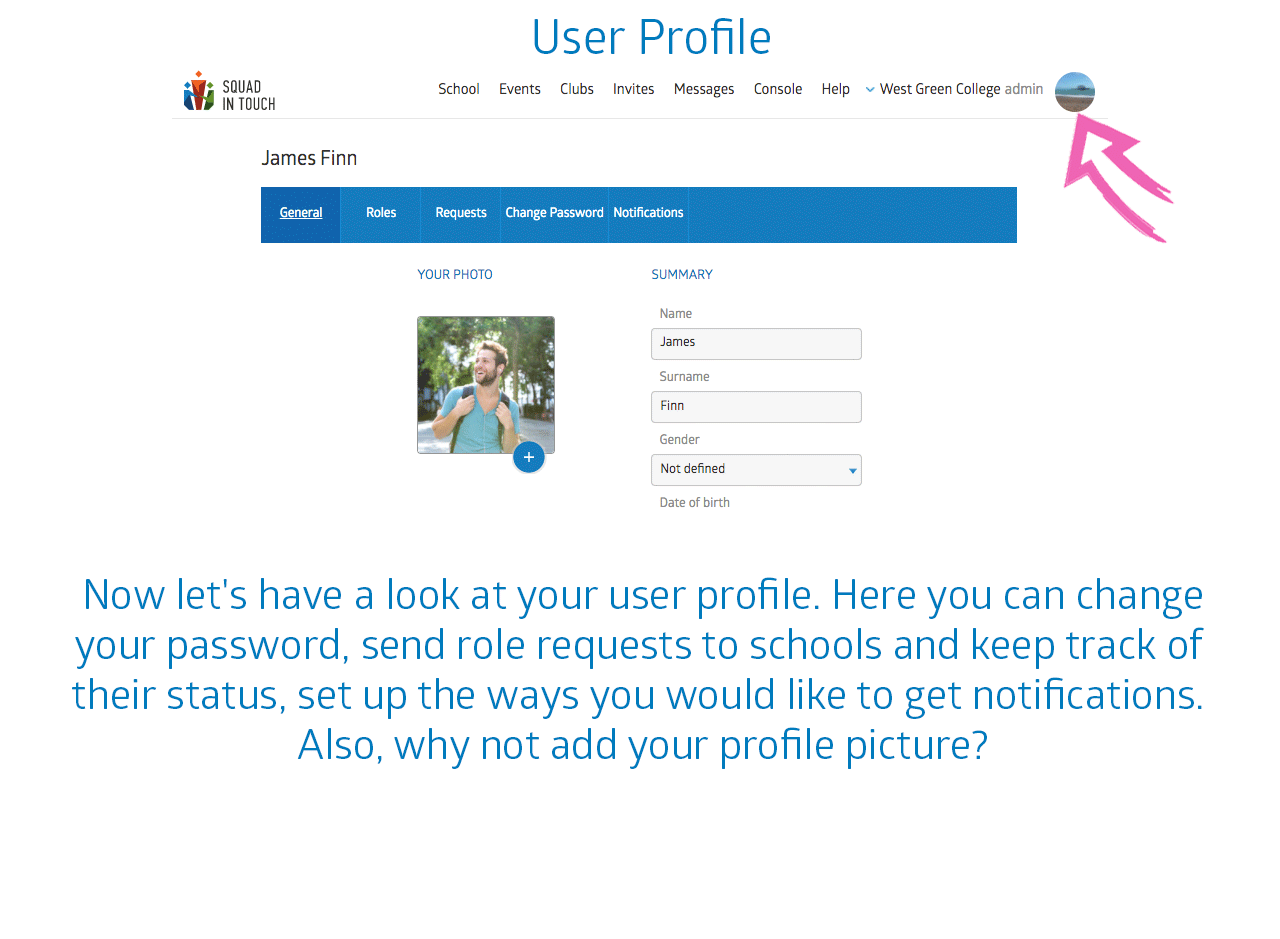 User Profile
SQUAD
IN TOUCH
School Events Clubs Invites Messages Console Help West Green College admin
James Finn
General Roles Requests Change Password Notifications
YOUR PHOTO SUMMARY
Name
James
Surname
Finn
Gender
Not defined
Date of birth
Now let's have a look at your user profile. Here you can change
your password, send role requests to schools and keep track of
their status, set up the ways you would like to get notifications.
Also, why not add your profile picture?